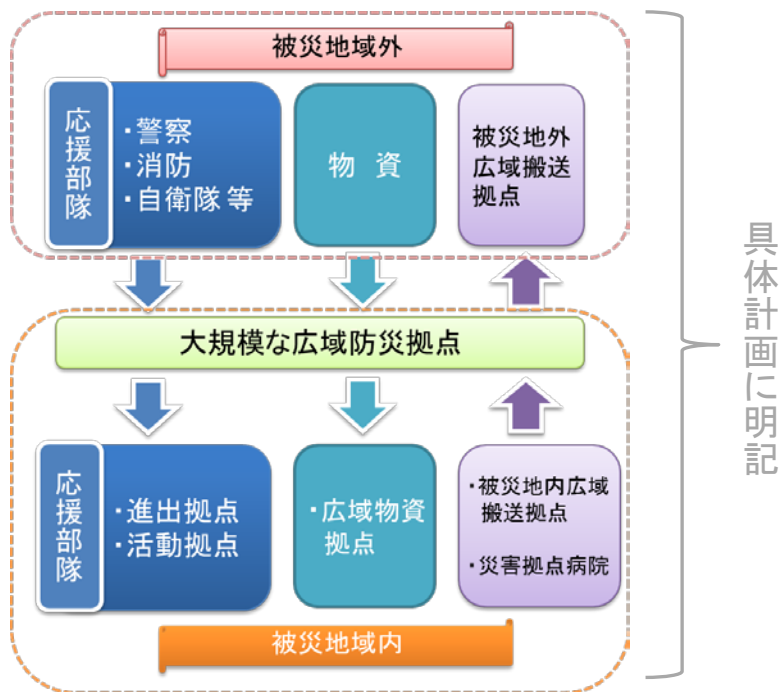 被災地域外
応援部隊
・警察
・消防
・自衛隊 等
物 資
被災地外
広域搬送
拠点
大規模な広域防災拠点
応援部隊
・進出拠点
・活動拠点
・広域物資
拠点
・被災地内広域
搬送拠点
・災害拠点病院
被災地域内
具体計画に明記